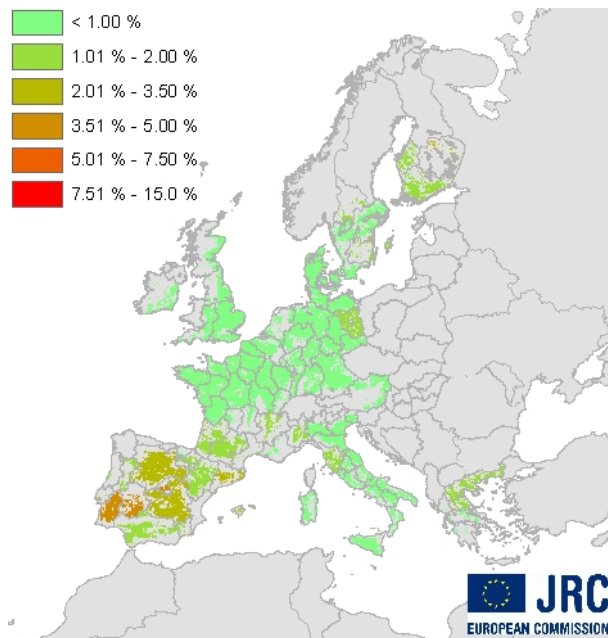 < 1.00 %
1.01 % - 2.00 %
2.01 % - 3.50 %
3.51 % - 5.00 %
5.01 % - 7.50 %
7.51 % - 15.0 %
JRC
EUROPEAN COMMISSION